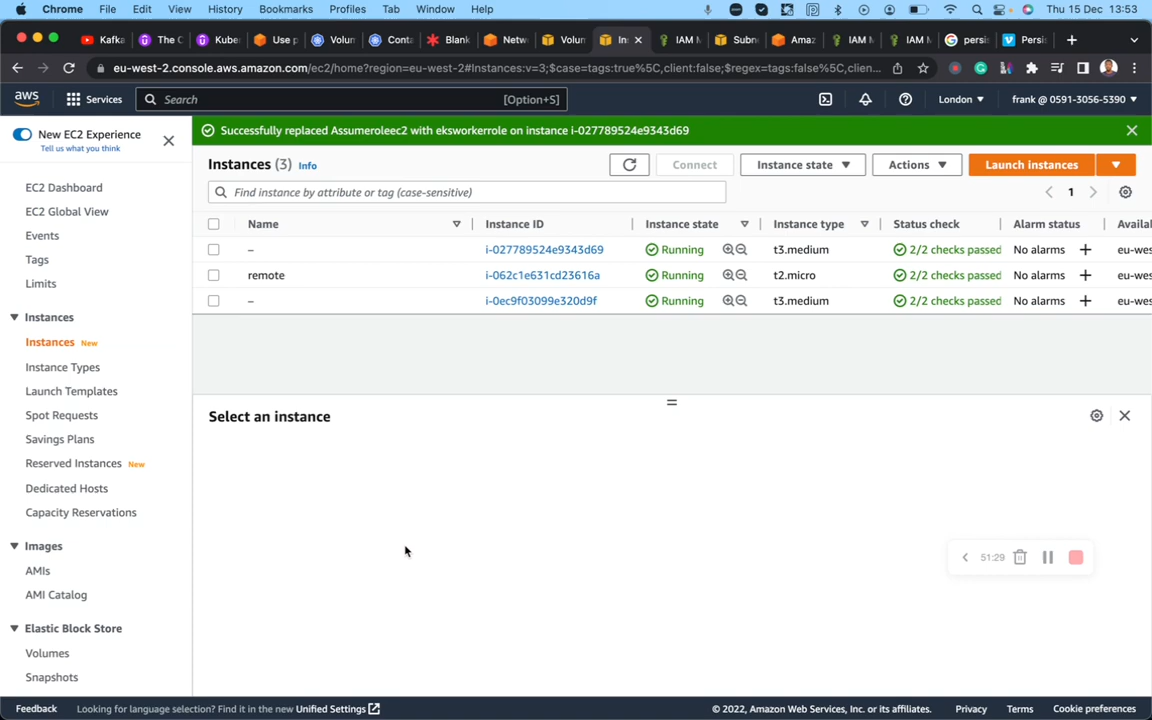 Chrome File Edit View History Bookmarks Profiles Tab Window Help Thu 15 Dec 13:53
Kafka The C Kuber Use p Volun Conta Blank Netw Volun In: IAM M Subn Amaz IAM M IAM M persis Persis
eu-west-2.console.aws.amazon.com/ec2/home?region=eu-west-2#Instances:v=3;$case=tags:true%5C,client:false;$regex=tags:false%5C,clien...
aws Services Search [Option+S] London frank @ 0591-3056-5390
New EC2 Experience
Tell us what you think
Successfully replaced Assumeroleec2 with eksworkerrole on instance i-027789524e9343d69
Instances (3) Info Connect Instance state Actions Launch instances
Find instance by attribute or tag (case-sensitive) 1
Name Instance ID Instance state Instance type Status check Alarm status Availal
– i-027789524e9343d69 Running t3.medium 2/2 checks passed No alarms + eu-wes
remote i-062c1e631cd23616a Running t2.micro 2/2 checks passed No alarms + eu-wes
– i-0ec9f03099e320d9f Running t3.medium 2/2 checks passed No alarms + eu-wes
EC2 Dashboard
EC2 Global View
Events
Tags
Limits
Instances
Instances New
Instance Types
Launch Templates
Spot Requests
Savings Plans
Reserved Instances New
Dedicated Hosts
Capacity Reservations
Images
AMIs
AMI Catalog
Elastic Block Store
Volumes
Snapshots
Select an instance
51:29
Feedback Looking for language selection? Find it in the new Unified Settings © 2022, Amazon Web Services, Inc. or its affiliates. Privacy Terms Cookie preferences